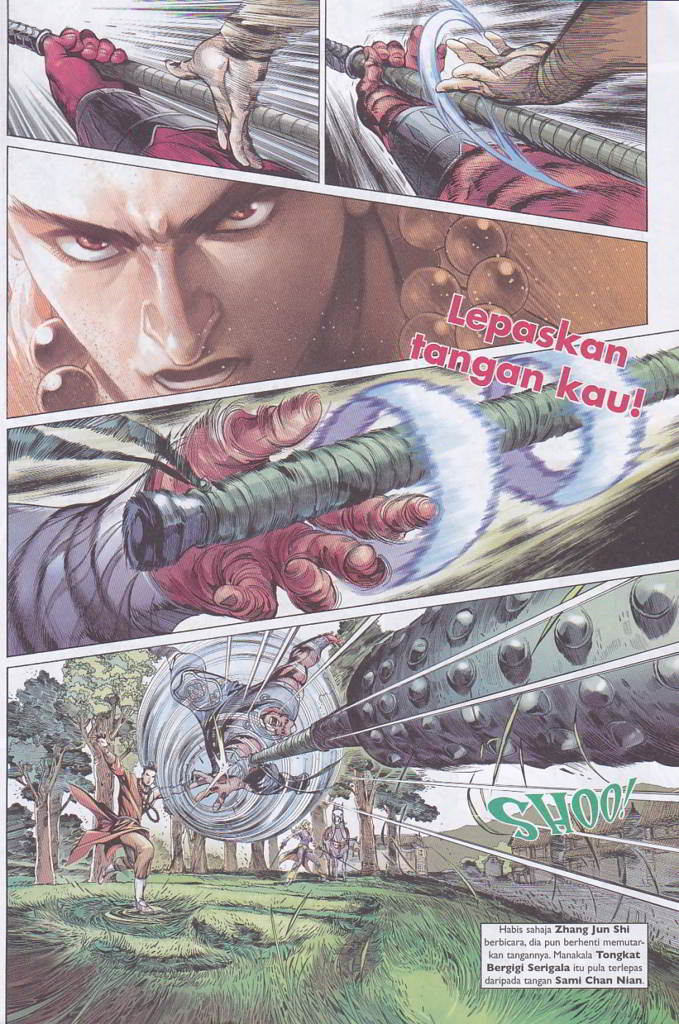 Lepaskan
tangan kau!
SHOO!
Habis sahaja Zhang Jun Shi
berbicara, dia pun berhenti memutar-
kan tangannya. Manakala Tongkat
Bergigi Serigala itu pula terlepas
daripada tangan Sami Chan Nian.